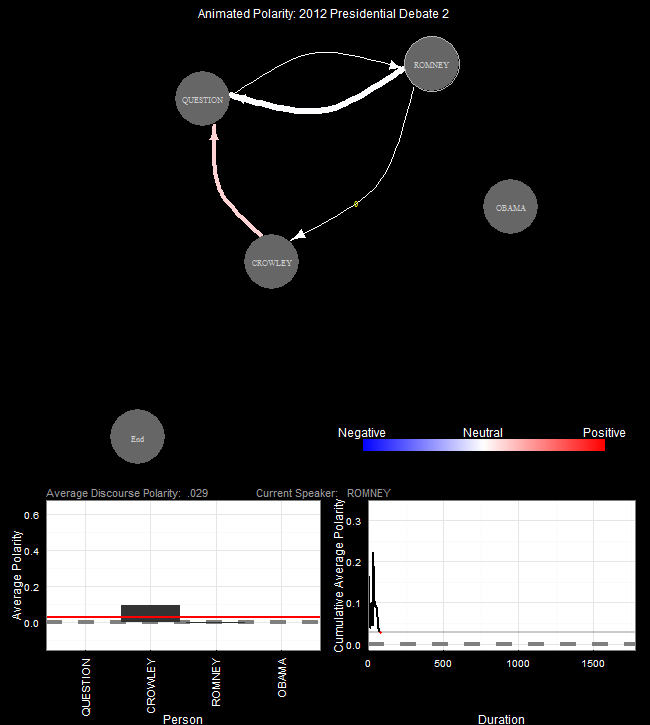 Animated Polarity: 2012 Presidential Debate 2
ROMNEY
QUESTION
OBAMA
0
CROWLEY
End
Negative Neutral Positive
Average Discourse Polarity: .029 Current Speaker: ROMNEY
Average Polarity
0.6
0.4
0.2
0.0
QUESTION
CROWLEY
ROMNEY
OBAMA
Person
Cumulative Average Polarity
0.3
0.2
0.1
0.0
0 500 1000 1500
Duration